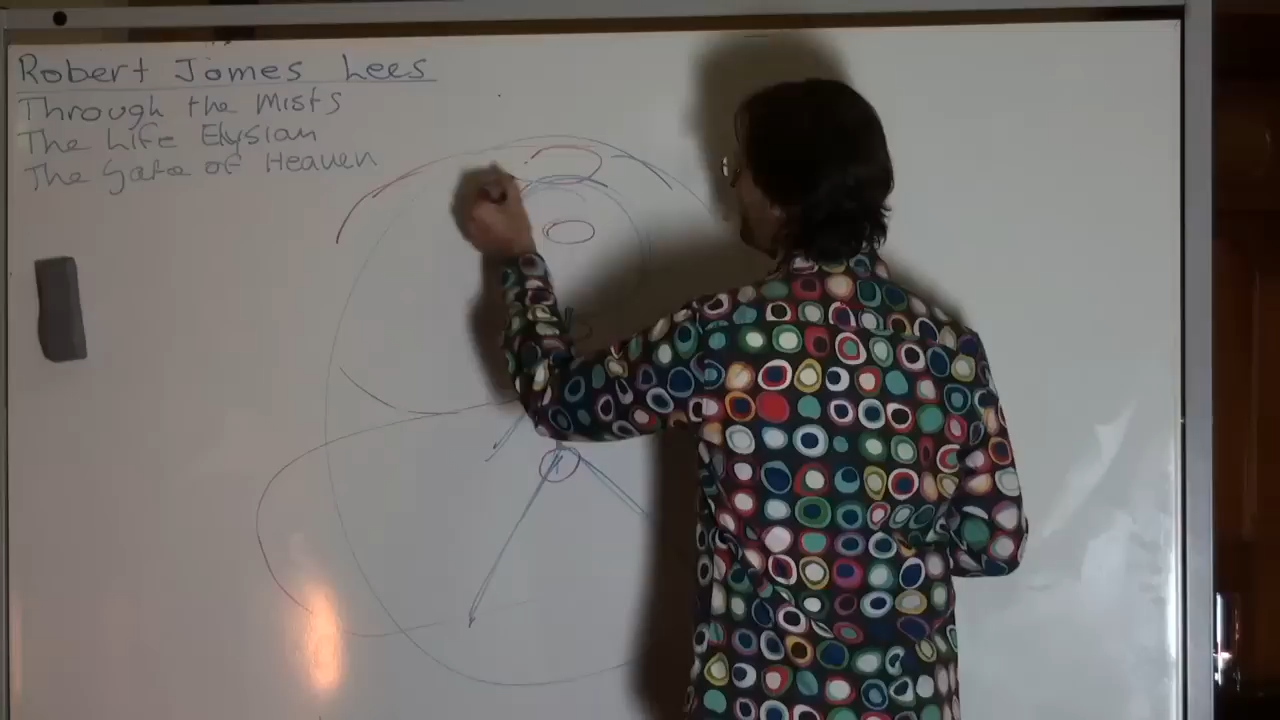 Robert James Lees
Through the Mists
The Life Elysian
The Gate of Heaven